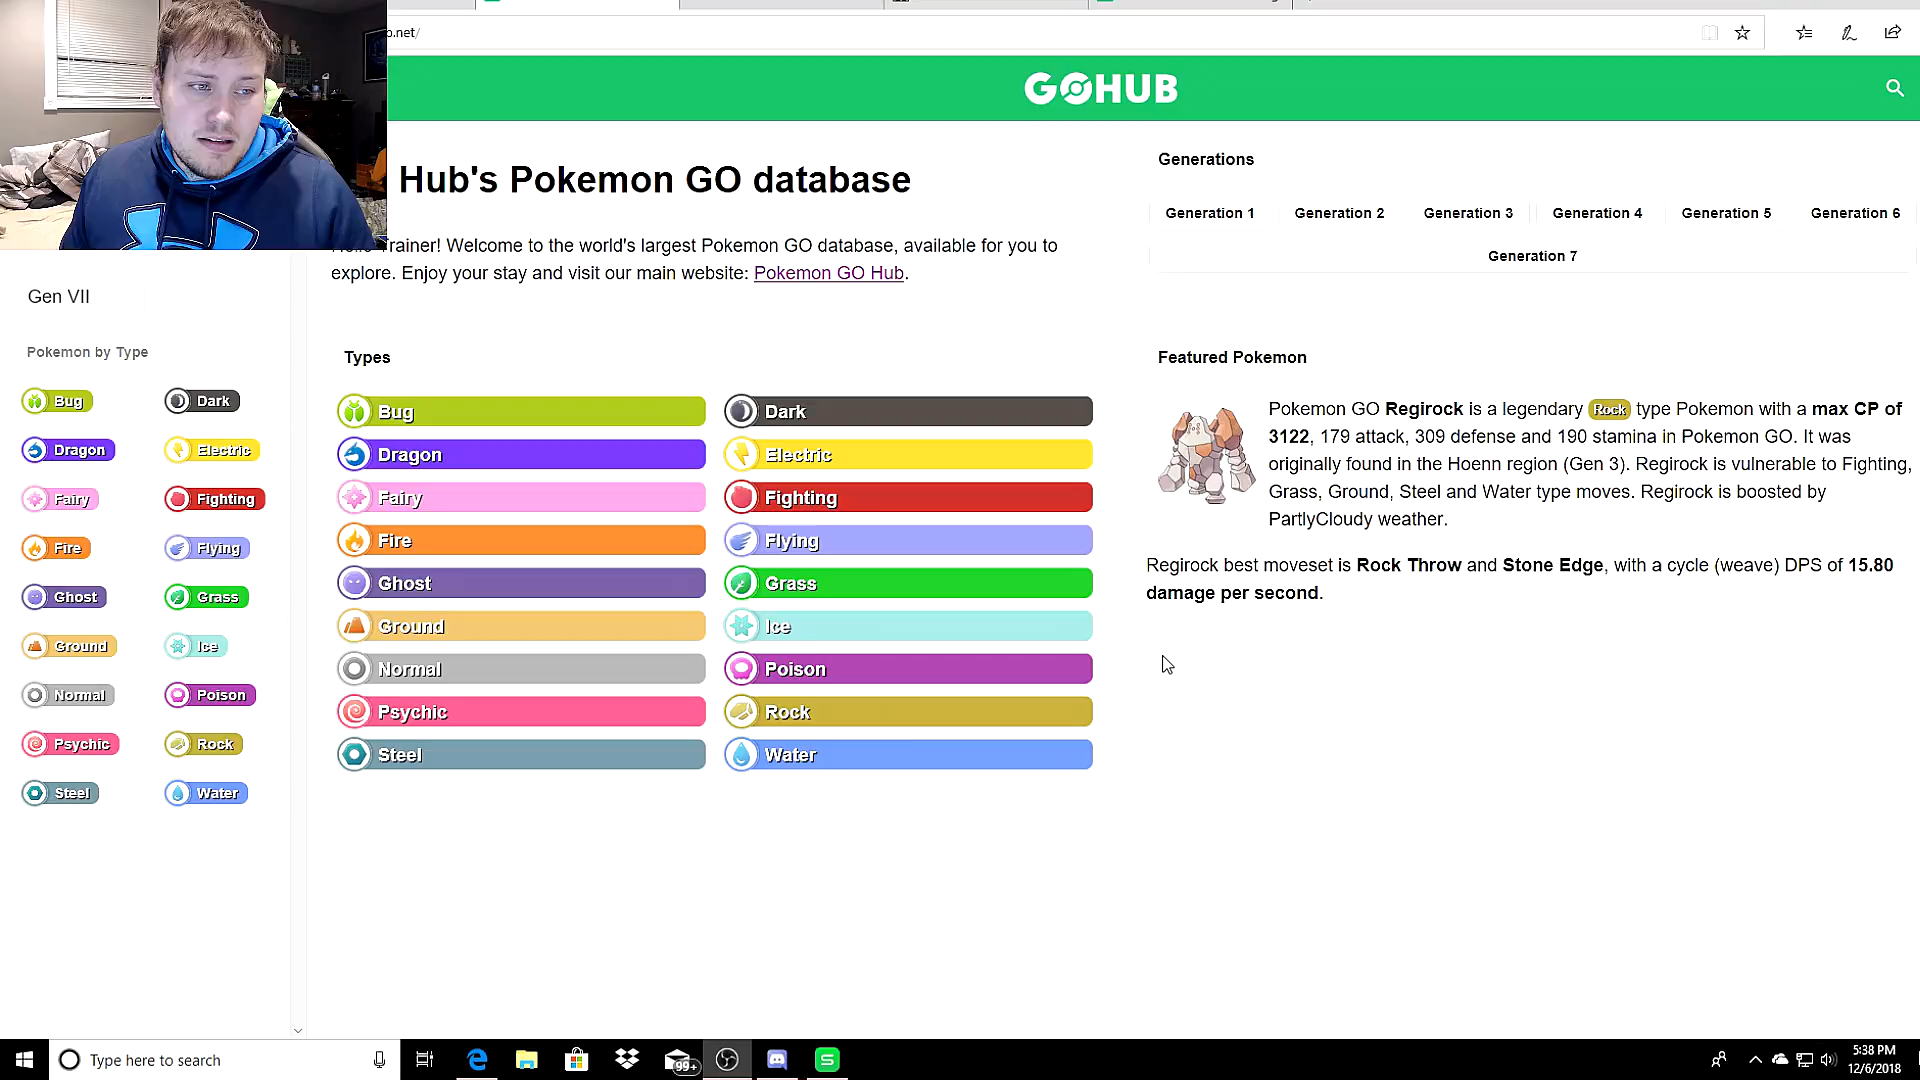 o.net/
GOHUB
Hub's Pokemon GO database
Trainer! Welcome to the world's largest Pokemon GO database, available for you to
explore. Enjoy your stay and visit our main website: Pokemon GO Hub.
Generations
Generation 1 Generation 2 Generation 3 Generation 4 Generation 5 Generation 6
Generation 7
Gen VII
Pokemon by Type
Bug Dark
Dragon Electric
Fairy Fighting
Fire Flying
Ghost Grass
Ground Ice
Normal Poison
Psychic Rock
Steel Water
Types
Bug Dark
Dragon Electric
Fairy Fighting
Fire Flying
Ghost Grass
Ground Ice
Normal Poison
Psychic Rock
Steel Water
Featured Pokemon
Pokemon GO Regirock is a legendary Rock type Pokemon with a max CP of
3122, 179 attack, 309 defense and 190 stamina in Pokemon GO. It was
originally found in the Hoenn region (Gen 3). Regirock is vulnerable to Fighting,
Grass, Ground, Steel and Water type moves. Regirock is boosted by
PartlyCloudy weather.
Regirock best moveset is Rock Throw and Stone Edge, with a cycle (weave) DPS of 15.80
damage per second.
Type here to search
99+
S
5:38 PM
12/6/2018